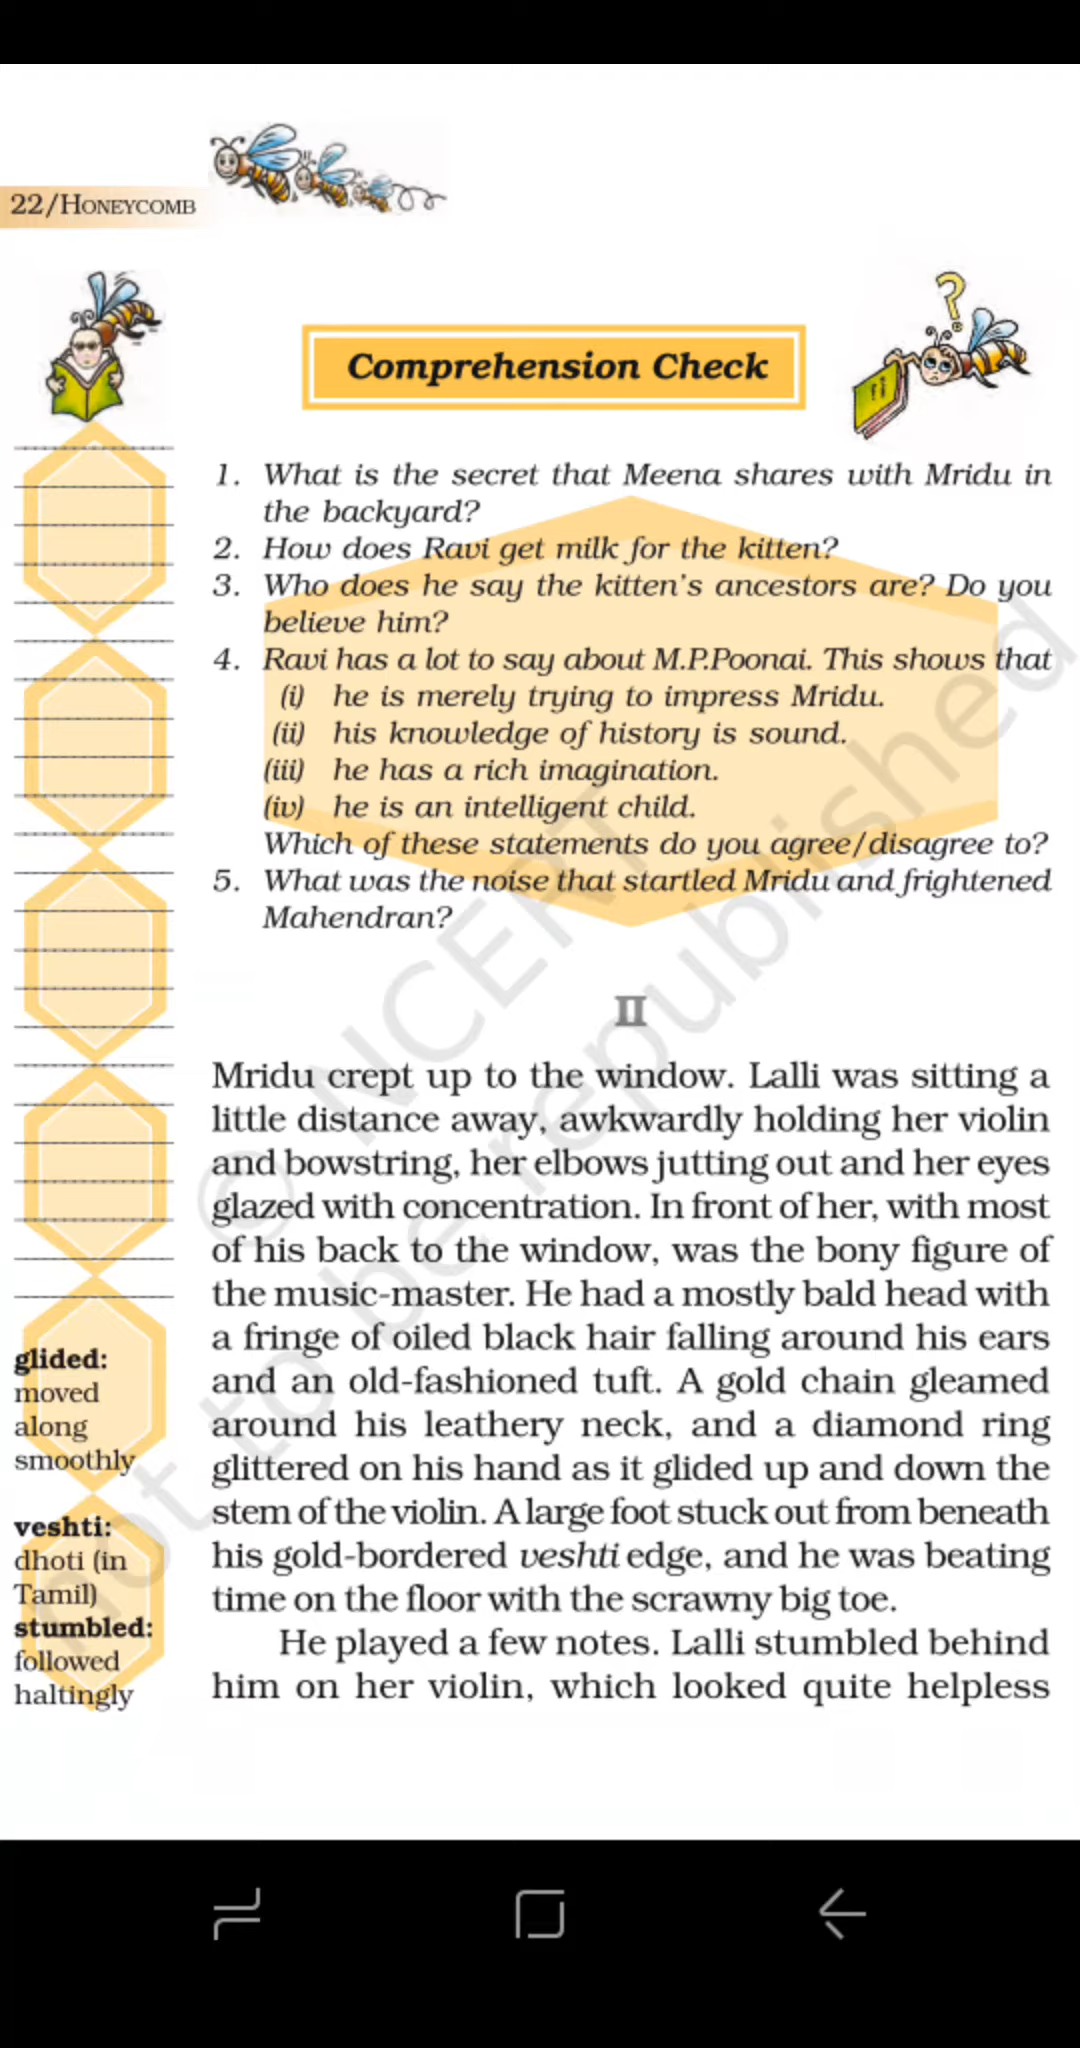 22/HONEYCOMB
Comprehension Check
1. What is the secret that Meena shares with Mridu in
the backyard?
2. How does Ravi get milk for the kitten?
3. Who does he say the kitten's ancestors are? Do you
believe him?
4. Ravi has a lot to say about M.P.Poonai. This shows that
(i) he is merely trying to impress Mridu.
(ii) his knowledge of history is sound.
(iii) he has a rich imagination.
(iv) he is an intelligent child.
Which of these statements do you agree/disagree to?
5. What was the noise that startled Mridu and frightened
Mahendran?
II
Mridu crept up to the window. Lalli was sitting a
little distance away, awkwardly holding her violin
and bowstring, her elbows jutting out and her eyes
glazed with concentration. In front of her, with most
of his back to the window, was the bony figure of
the music-master. He had a mostly bald head with
a fringe of oiled black hair falling around his ears
and an old-fashioned tuft. A gold chain gleamed
around his leathery neck, and a diamond ring
glittered on his hand as it glided up and down the
stem of the violin. A large foot stuck out from beneath
his gold-bordered veshti edge, and he was beating
time on the floor with the scrawny big toe.
He played a few notes. Lalli stumbled behind
him on her violin, which looked quite helpless
glided:
moved
along
smoothly
veshti:
dhoti (in
Tamil)
stumbled:
followed
haltingly
© NCERT
not to be republished